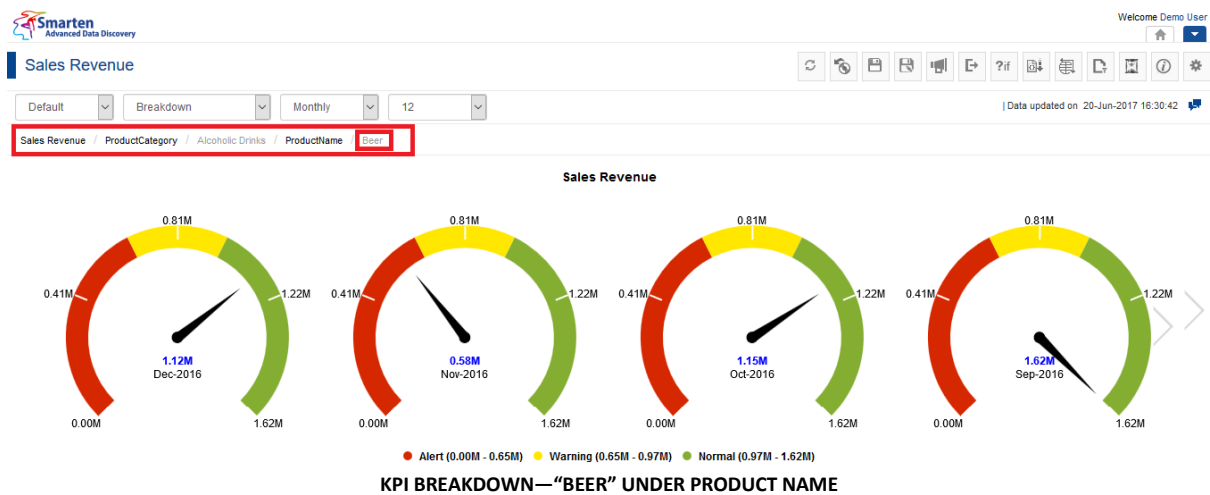 Welcome Demo User
Smarten
Advanced Data Discovery
Sales Revenue
?if
Default Breakdown Monthly 12 | Data updated on 20-Jun-2017 16:30:42
Sales Revenue / ProductCategory / Alcoholic Drinks / ProductName / Beer
Sales Revenue
0.81M 0.81M 0.81M 0.81M
0.41M 1.22M 0.41M 1.22M 0.41M 1.22M 0.41M 1.22M
1.12M 0.58M 1.15M 1.62M
Dec-2016 Nov-2016 Oct-2016 Sep-2016
0.00M 1.62M 0.00M 1.62M 0.00M 1.62M 0.00M 1.62M
Alert (0.00M - 0.65M) Warning (0.65M - 0.97M) Normal (0.97M - 1.62M)
KPI BREAKDOWN—“BEER” UNDER PRODUCT NAME